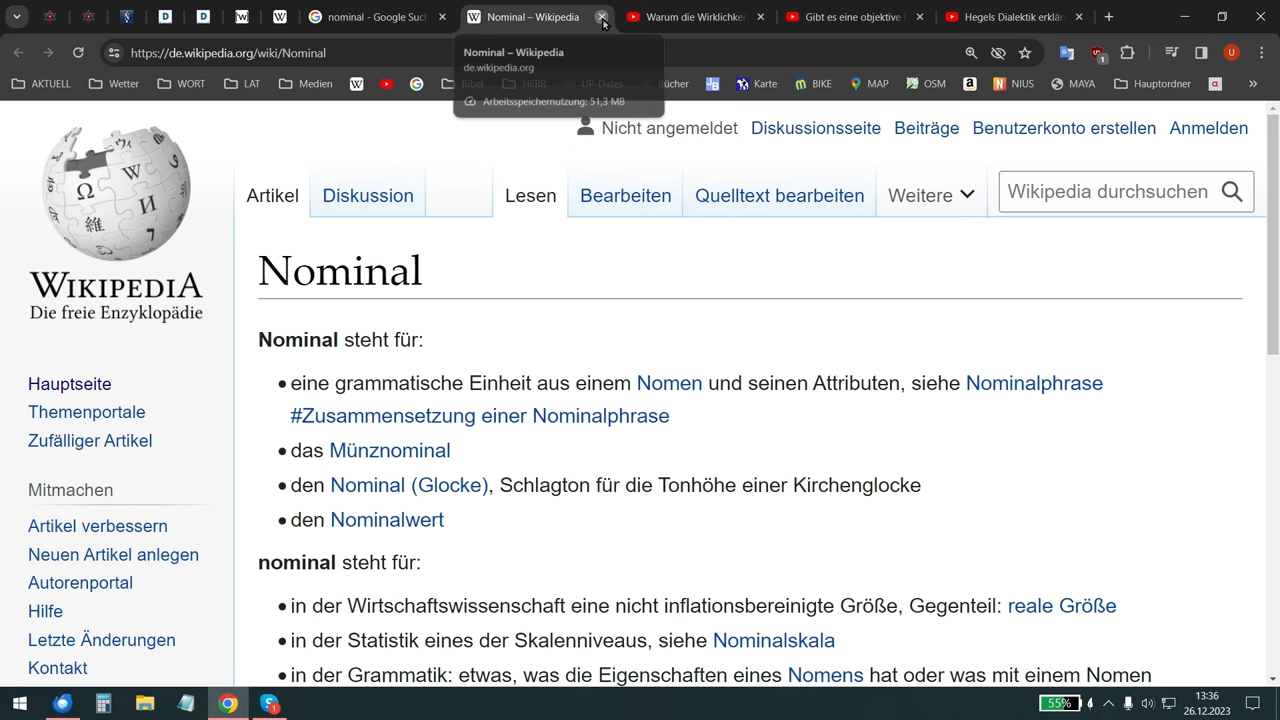 nominal - Google Such
Nominal – Wikipedia
Warum die Wirklichke
Gibt es eine objektive
Hegels Dialektik erklär
https://de.wikipedia.org/wiki/Nominal
Nominal – Wikipedia
de.wikipedia.org
Arbeitsspeichernutzung: 51,3 MB
AKTUELL
Wetter
WORT
LAT
Medien
Bibel
HEBR
UP-Dates
Bücher
Karte
BIKE
MAP
OSM
NIUS
MAYA
Hauptordner
Nicht angemeldet
Diskussionsseite
Beiträge
Benutzerkonto erstellen
Anmelden
Artikel
Diskussion
Lesen
Bearbeiten
Quelltext bearbeiten
Weitere
Wikipedia durchsuchen
WIKIPEDIA
Die freie Enzyklopädie
Hauptseite
Themenportale
Zufälliger Artikel
Mitmachen
Artikel verbessern
Neuen Artikel anlegen
Autorenportal
Hilfe
Letzte Änderungen
Kontakt
Nominal
Nominal steht für:
• eine grammatische Einheit aus einem Nomen und seinen Attributen, siehe Nominalphrase
#Zusammensetzung einer Nominalphrase
• das Münznominal
• den Nominal (Glocke), Schlagton für die Tonhöhe einer Kirchenglocke
• den Nominalwert
nominal steht für:
• in der Wirtschaftswissenschaft eine nicht inflationsbereinigte Größe, Gegenteil: reale Größe
• in der Statistik eines der Skalenniveaus, siehe Nominalskala
• in der Grammatik: etwas, was die Eigenschaften eines Nomens hat oder was mit einem Nomen
55%
13:36
26.12.2023